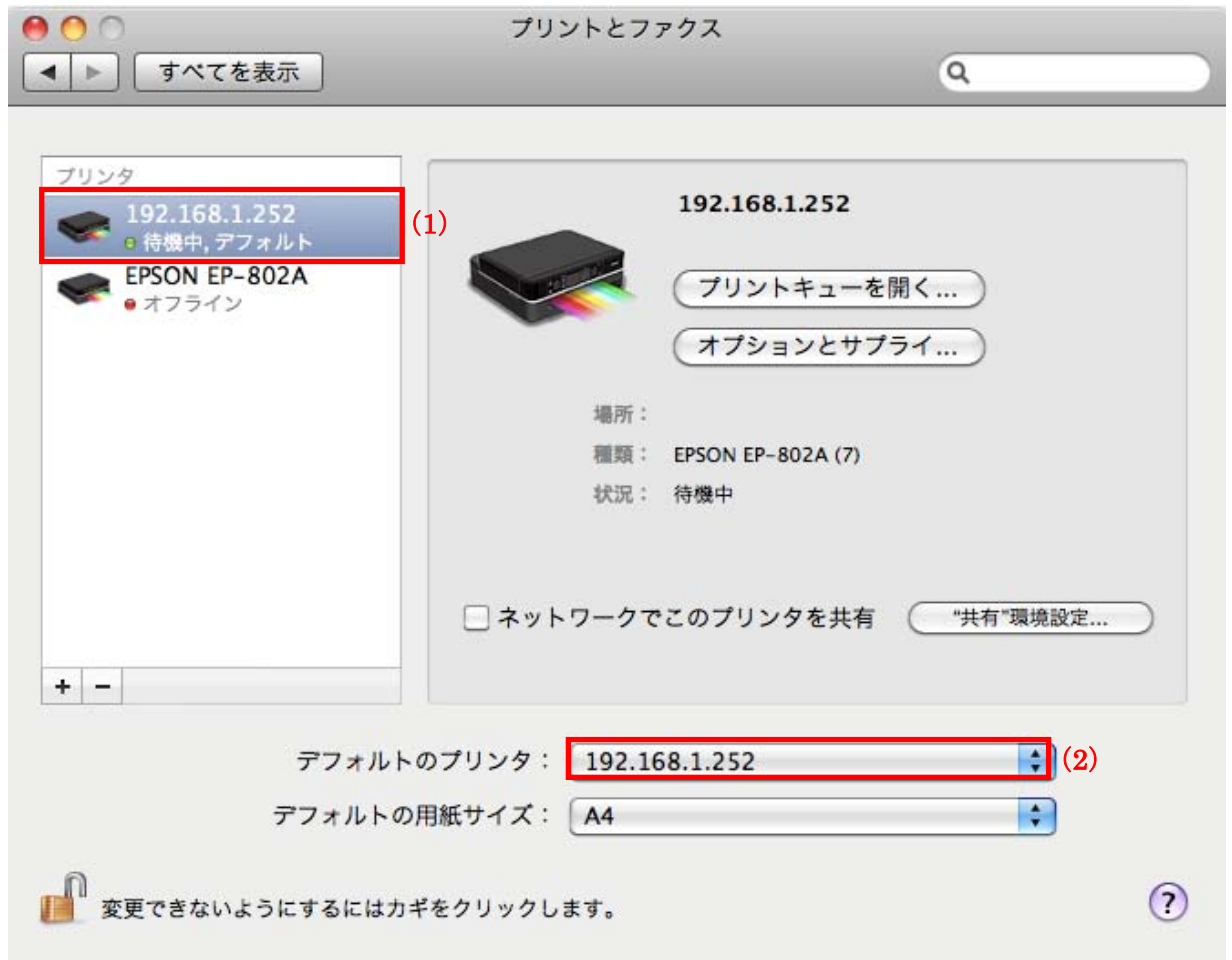 プリントとファクス
すべてを表示
プリンタ
192.168.1.252
待機中, デフォルト
(1)
EPSON EP-802A
オフライン
192.168.1.252
プリントキューを開く...
オプションとサプライ...
場所：
種類： EPSON EP-802A (7)
状況： 待機中
ネットワークでこのプリンタを共有 “共有”環境設定...
+ −
デフォルトのプリンタ： 192.168.1.252 (2)
デフォルトの用紙サイズ： A4
変更できないようにするにはカギをクリックします。 ?